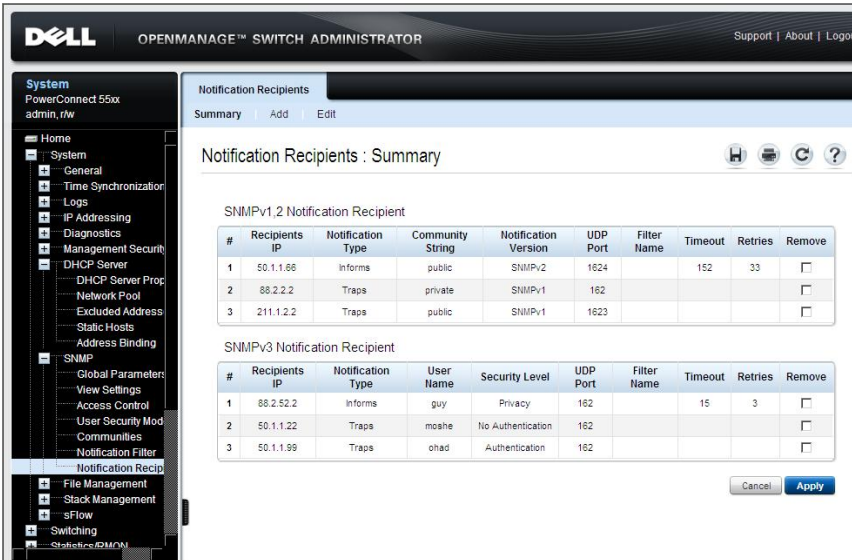 DELL OPENMANAGE™ SWITCH ADMINISTRATOR Support | About | Logou
System
PowerConnect 55xx
admin, r/w
Home
System
General
Time Synchronization
Logs
IP Addressing
Diagnostics
Management Securit
DHCP Server
DHCP Server Prop
Network Pool
Excluded Address
Static Hosts
Address Binding
SNMP
Global Parameters
View Settings
Access Control
User Security Mod
Communities
Notification Filter
Notification Recip
File Management
Stack Management
sFlow
Switching
Statistics/RMON
Notification Recipients
Summary Add Edit
Notification Recipients : Summary ?
SNMPv1,2 Notification Recipient
# Recipients IP Notification Type Community String Notification Version UDP Port Filter Name Timeout Retries Remove
1 50.1.1.66 Informs public SNMPv2 1624 152 33
2 88.2.2.2 Traps private SNMPv1 162
3 211.1.2.2 Traps public SNMPv1 1623
SNMPv3 Notification Recipient
# Recipients IP Notification Type User Name Security Level UDP Port Filter Name Timeout Retries Remove
1 88.2.52.2 Informs guy Privacy 162 15 3
2 50.1.1.22 Traps moshe No Authentication 162
3 50.1.1.99 Traps ohad Authentication 162
Cancel Apply